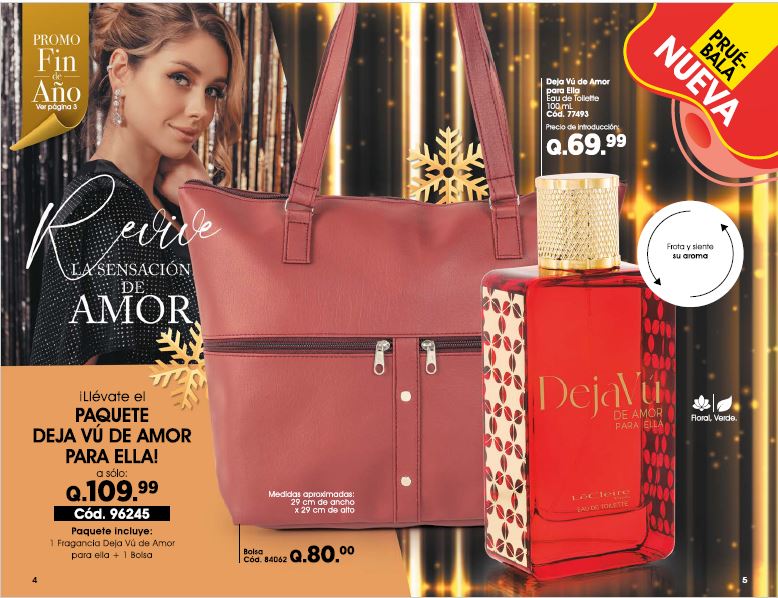 PROMO
Fin
de
Año
Ver página 3
Revive
LA SENSACIÓN
DE
AMOR
¡Llévate el
PAQUETE
DEJA VÚ DE AMOR
PARA ELLA!
a sólo:
Q.109.99
Cód. 96245
Paquete incluye:
1 Fragancia Deja Vú de Amor
para ella + 1 Bolsa
4
Medidas aproximadas:
29 cm de ancho
x 29 cm de alto
Bolsa
Cód. 84062
Q.80.00
Deja Vú de Amor
para Ella
Eau de Toilette
100 mL
Cód. 77493
Precio de introducción:
Q.69.99
PRUÉ-
BALA
NUEVA
Frota y siente
su aroma
Floral, Verde.
DejaVú
DE AMOR
PARA ELLA
LeCleire
EAU DE TOILETTE
5